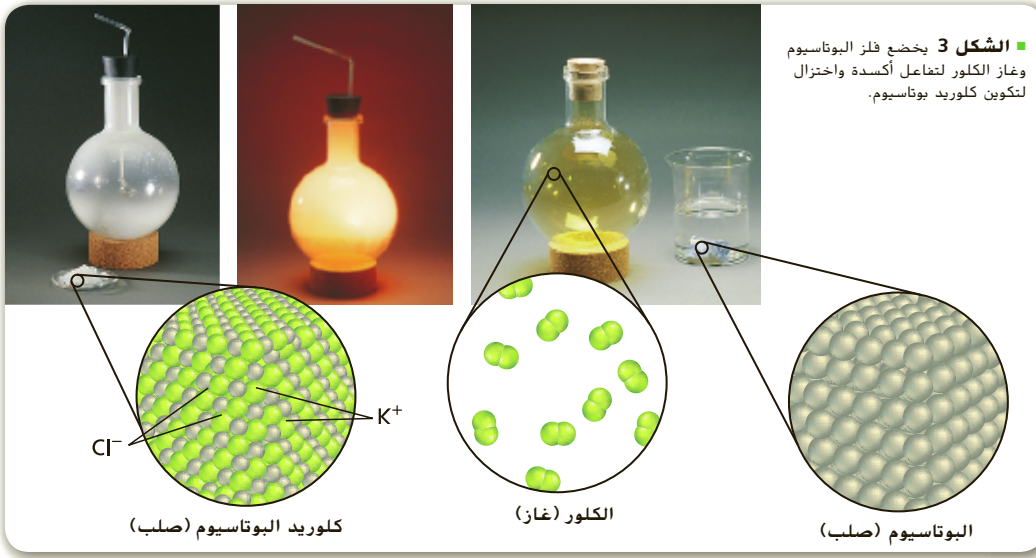 ■ الشكل 3 يخضع فلز البوتاسيوم
وغاز الكلور لتفاعل أكسدة واختزال
لتكوين كلوريد بوتاسيوم.
K⁺
Cl⁻
البوتاسيوم (صلب)
الكلور (غاز)
كلوريد البوتاسيوم (صلب)